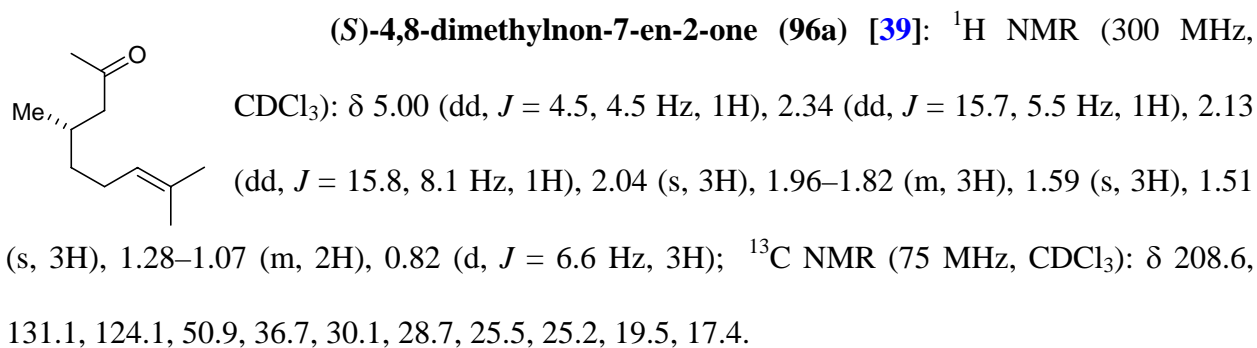 (S)-4,8-dimethylnon-7-en-2-one (96a) [39]: ¹H NMR (300 MHz,
O
Me
CDCl₃): δ 5.00 (dd, J = 4.5, 4.5 Hz, 1H), 2.34 (dd, J = 15.7, 5.5 Hz, 1H), 2.13
(dd, J = 15.8, 8.1 Hz, 1H), 2.04 (s, 3H), 1.96–1.82 (m, 3H), 1.59 (s, 3H), 1.51
(s, 3H), 1.28–1.07 (m, 2H), 0.82 (d, J = 6.6 Hz, 3H); ¹³C NMR (75 MHz, CDCl₃): δ 208.6,
131.1, 124.1, 50.9, 36.7, 30.1, 28.7, 25.5, 25.2, 19.5, 17.4.